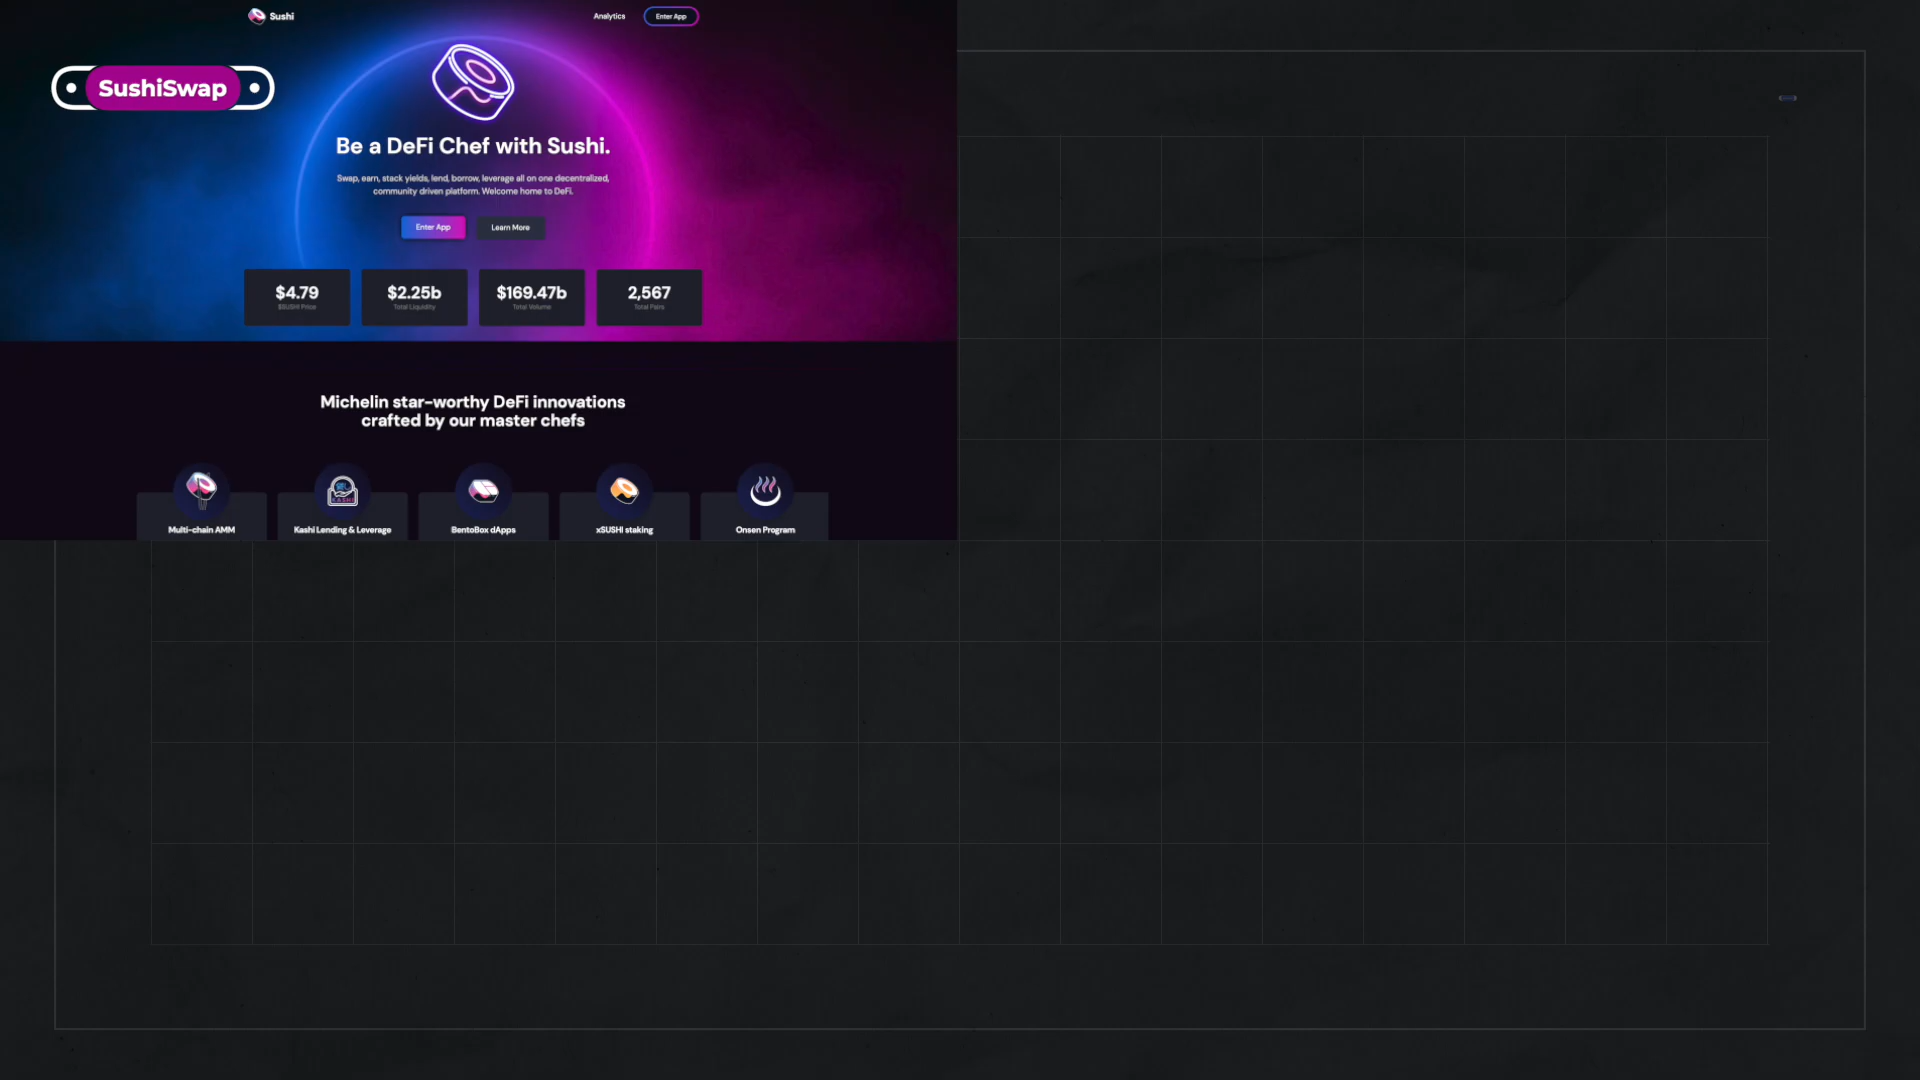 Sushi
Analytics
Enter App
SushiSwap
Be a DeFi Chef with Sushi.
Swap, earn, stack yields, lend, borrow, leverage all on one decentralized,
community driven platform. Welcome home to DeFi.
Enter App
Learn More
$4.79
$SUSHI Price
$2.25b
Total Liquidity
$169.47b
Total Volume
2,567
Total Pairs
Michelin star-worthy DeFi innovations
crafted by our master chefs
KASHI
Multi-chain AMM
Kashi Lending & Leverage
BentoBox dApps
xSUSHI staking
Onsen Program